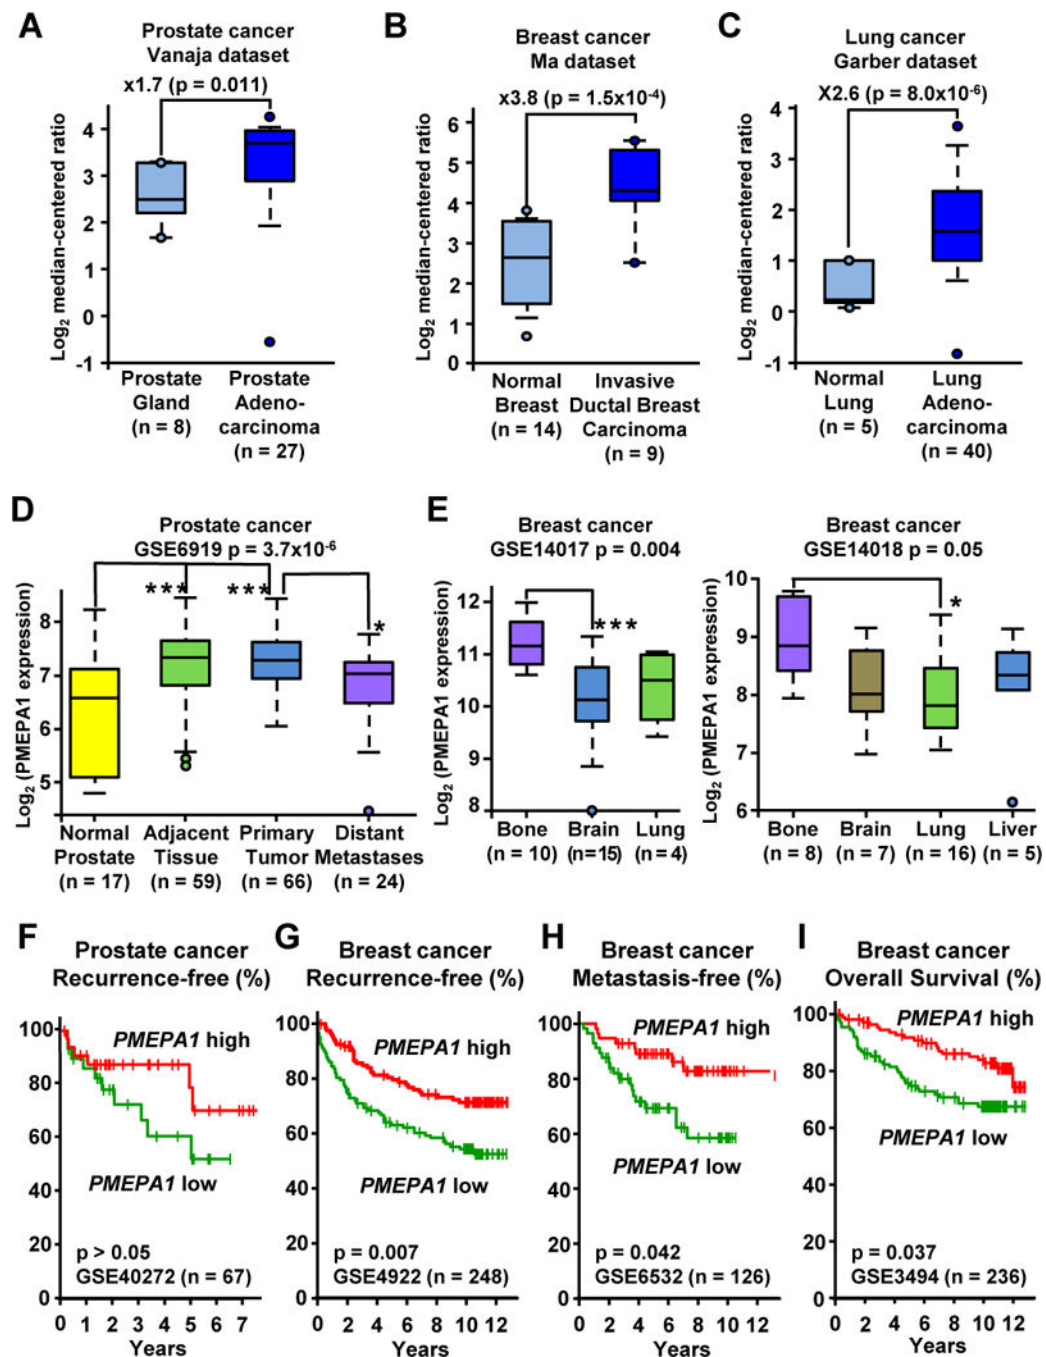 A
Prostate cancer
Vanaja dataset
x1.7 (p = 0.011)
Log2 median-centered ratio
4
3
2
1
0
-1
Prostate
Gland
(n = 8)
Prostate
Adeno-
carcinoma
(n = 27)
B
Breast cancer
Ma dataset
x3.8 (p = 1.5x10-4)
Log2 median-centered ratio
6
5
4
3
2
1
0
Normal
Breast
(n = 14)
Invasive
Ductal Breast
Carcinoma
(n = 9)
C
Lung cancer
Garber dataset
X2.6 (p = 8.0x10-6)
Log2 median-centered ratio
4
3
2
1
0
-1
Normal
Lung
(n = 5)
Lung
Adeno-
carcinoma
(n = 40)
D
Prostate cancer
GSE6919 p = 3.7x10-6
Log2 (PMEPA1 expression)
8
7
6
5
***
***
*
Normal
Prostate
(n = 17)
Adjacent
Tissue
(n = 59)
Primary
Tumor
(n = 66)
Distant
Metastases
(n = 24)
E
Breast cancer
GSE14017 p = 0.004
Log2 (PMEPA1 expression)
12
11
10
9
8
***
Bone
(n = 10)
Brain
(n=15)
Lung
(n = 4)
Breast cancer
GSE14018 p = 0.05
Log2 (PMEPA1 expression)
10
9
8
7
6
*
Bone
(n = 8)
Brain
(n = 7)
Lung
(n = 16)
Liver
(n = 5)
F
Prostate cancer
Recurrence-free (%)
100
80
60
40
20
0
PMEPA1 high
PMEPA1 low
p > 0.05
GSE40272 (n = 67)
0 1 2 3 4 5 6 7
Years
G
Breast cancer
Recurrence-free (%)
100
80
60
40
20
0
PMEPA1 high
PMEPA1 low
p = 0.007
GSE4922 (n = 248)
0 2 4 6 8 10 12
Years
H
Breast cancer
Metastasis-free (%)
100
80
60
40
20
0
PMEPA1 high
PMEPA1 low
p = 0.042
GSE6532 (n = 126)
0 2 4 6 8 10 12
Years
I
Breast cancer
Overall Survival (%)
100
80
60
40
20
0
PMEPA1 high
PMEPA1 low
p = 0.037
GSE3494 (n = 236)
0 2 4 6 8 10 12
Years